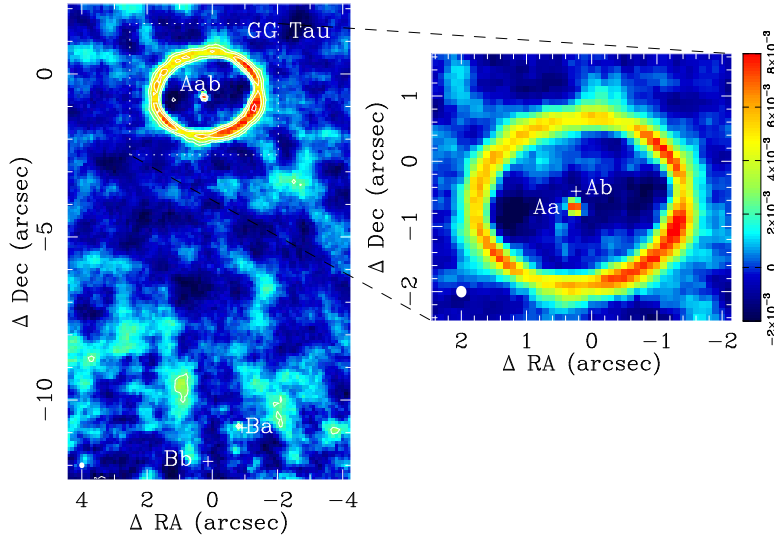 GG Tau
Aab
Ba
Bb
0
−5
−10
4 2 0 −2 −4
Δ RA (arcsec)
Δ Dec (arcsec)
Ab
Aa
1
0
−1
−2
2 1 0 −1 −2
Δ RA (arcsec)
Δ Dec (arcsec)
−2×10⁻³ 0 2×10⁻³ 4×10⁻³ 6×10⁻³ 8×10⁻³